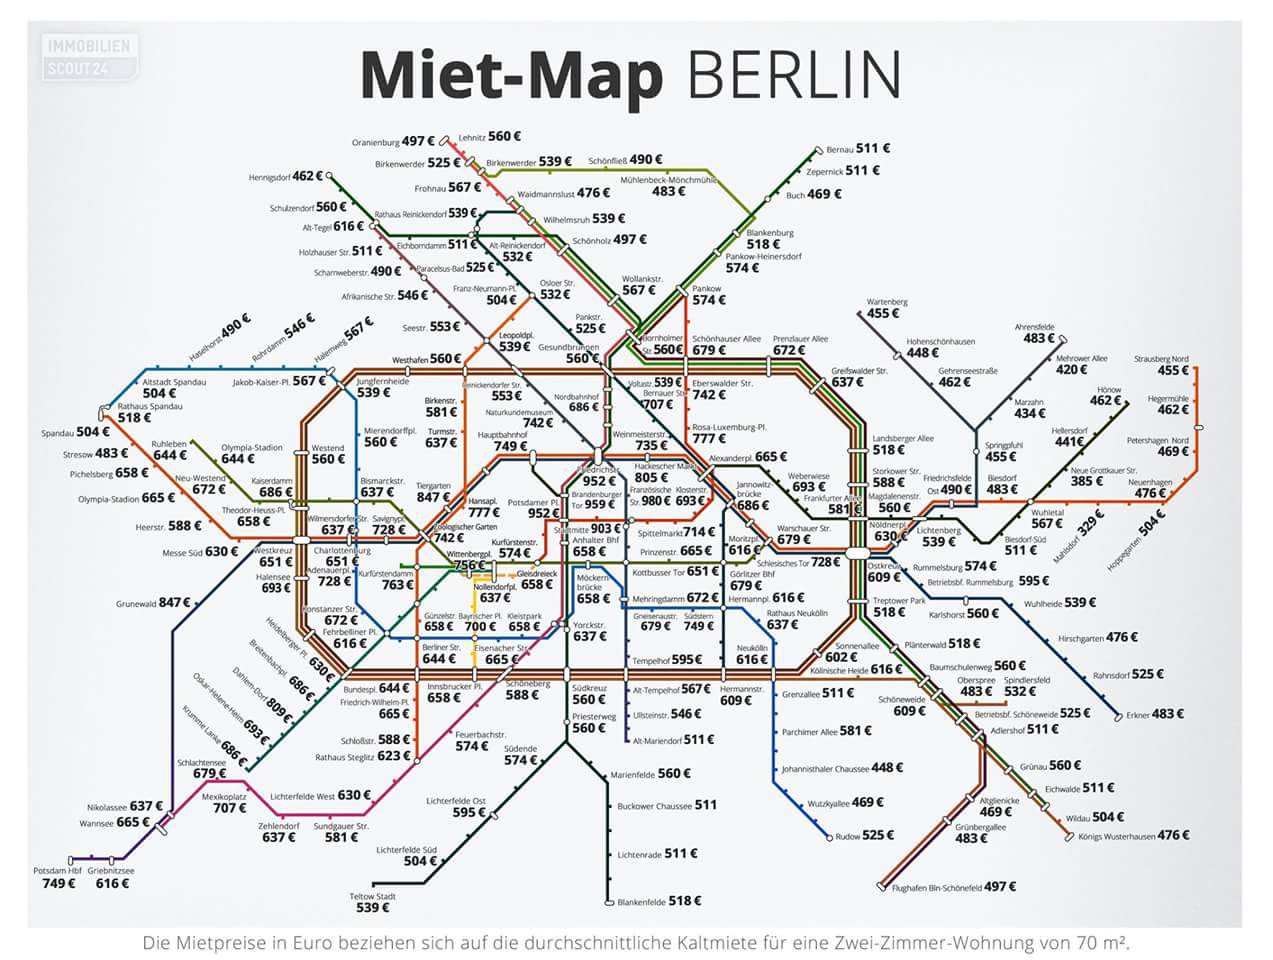 IMMOBILIEN
SCOUT24
Miet-Map BERLIN
Oranienburg 497 €
Lehnitz 560 €
Birkenwerder 525 €
Birkenwerder 539 €
Schönfließ 490 €
Mühlenbeck-Mönchmühle
483 €
Bernau 511 €
Zepernick 511 €
Buch 469 €
Hennigsdorf 462 €
Frohnau 567 €
Waidmannslust 476 €
Schulzendorf 560 €
Rathaus Reinickendorf 539 €
Wilhelmsruh 539 €
Alt-Tegel 616 €
Blankenburg
518 €
Holzhauser Str. 511 €
Eichborndamm 511 €
Alt-Reinickendorf
532 €
Schönholz 497 €
Pankow-Heinersdorf
574 €
Scharnweberstr. 490 €
Paracelsus-Bad 525 €
Afrikanische Str. 546 €
Franz-Neumann-Pl.
504 €
Osloer Str.
532 €
Wollankstr.
567 €
Pankow
574 €
Seestr. 553 €
Leopoldpl.
539 €
Pankstr.
525 €
Gesundbrunnen
560 €
Bornholmer
Str. 560 €
Schönhauser Allee
679 €
Prenzlauer Allee
672 €
Greifswalder Str.
637 €
Wartenberg
455 €
Hohenschönhausen
448 €
Gehrenseestraße
462 €
Ahrensfelde
483 €
Mehrower Allee
420 €
Marzahn
434 €
Strausberg Nord
455 €
Hegermühle
462 €
Petershagen Nord
469 €
Neuenhagen
476 €
Hönow
462 €
Hellersdorf
441 €
Neue Grottkauer Str.
385 €
Springpfuhl
455 €
Haselhorst 490 €
Rohrdamm 546 €
Halemweg 567 €
Altstadt Spandau
504 €
Jakob-Kaiser-Pl. 567 €
Jungfernheide
539 €
Westhafen 560 €
Reinickendorfer Str.
553 €
Nordbahnhof
686 €
Voltastr. 539 €
Bernauer Str.
707 €
Eberswalder Str.
742 €
Rathaus Spandau
518 €
Birkenstr.
581 €
Naturkundemuseum
742 €
Rosa-Luxemburg-Pl.
777 €
Spandau 504 €
Stresow 483 €
Pichelsberg 658 €
Olympia-Stadion 665 €
Heerstr. 588 €
Messe Süd 630 €
Ruhleben
644 €
Olympia-Stadion
644 €
Neu-Westend
672 €
Kaiserdamm
686 €
Theodor-Heuss-Pl.
658 €
Westend
560 €
Mierendorffpl.
560 €
Turmstr.
637 €
Hauptbahnhof
749 €
Weinmeisterstr.
735 €
Landsberger Allee
518 €
Bismarckstr.
637 €
Tiergarten
847 €
Hansapl.
777 €
Friedrichstr.
952 €
Hackescher Markt
805 €
Alexanderpl. 665 €
Weberwiese
693 €
Storkower Str.
588 €
Friedrichsfelde
Ost 490 €
Biesdorf
483 €
Wilmersdorfer Str.
637 €
Savignypl.
728 €
Zoologischer Garten
742 €
Potsdamer Pl.
952 €
Brandenburger
Tor 959 €
Französische
Str. 980 €
Klosterstr.
693 €
Jannowitz-
brücke
686 €
Frankfurter Allee
581 €
Magdalenenstr.
630 €
Nöldnerpl.
Lichtenberg
539 €
Wuhletal
567 €
Mahlsdorf 329 €
Hoppegarten 504 €
Biesdorf-Süd
511 €
Westkreuz
651 €
Charlottenburg
651 €
Adenauerpl.
728 €
Kurfürstendamm
763 €
Wittenbergpl.
756 €
Kurfürstenstr.
574 €
Stadtmitte 903 €
Anhalter Bhf
658 €
Spittelmarkt 714 €
Prinzenstr. 665 €
Moritzpl.
616 €
Warschauer Str.
679 €
Schlesisches Tor 728 €
Ostkreuz
609 €
Rummelsburg 574 €
Betriebsbf. Rummelsburg 595 €
Halensee
693 €
Nollendorfpl.
637 €
Gleisdreieck
658 €
Möckern-
brücke
658 €
Kottbusser Tor 651 €
Görlitzer Bhf
679 €
Mehringdamm 672 €
Hermannpl. 616 €
Treptower Park
518 €
Karlshorst 560 €
Wuhlheide 539 €
Grunewald 847 €
Konstanzer Str.
672 €
Fehrbelliner Pl.
616 €
Günzelstr.
658 €
Bayrischer Pl.
700 €
Kleistpark
658 €
Yorckstr.
637 €
Gneisenaustr.
679 €
Südstern
749 €
Rathaus Neukölln
637 €
Hirschgarten
476 €
Heidelberger Pl. 630 €
Breitenbachpl. 686 €
Dahlem-Dorf 809 €
Oskar-Helene-Heim 693 €
Krumme Lanke 686 €
Berliner Str.
644 €
Eisenacher Str.
665 €
Tempelhof 595 €
Neukölln
616 €
Sonnenallee
602 €
Köllnische Heide 616 €
Plänterwald 518 €
Baumschulenweg 560 €
Oberspree
483 €
Spindlersfeld
532 €
Rahnsdorf
525 €
Erkner 483 €
Bundespl. 644 €
Innsbrucker Pl.
658 €
Schöneberg
588 €
Südkreuz
560 €
Alt-Tempelhof 567 €
Hermannstr.
609 €
Grenzallee 511 €
Schöneweide
609 €
Betriebsbf. Schöneweide 525 €
Friedrich-Wilhelm-Pl.
665 €
Priesterweg
560 €
Ullsteinstr. 546 €
Parchimer Allee 581 €
Adlershof 511 €
Schloßstr. 588 €
Rathaus Steglitz 623 €
Feuerbachstr.
574 €
Südende
574 €
Alt-Mariendorf 511 €
Johannisthaler Chaussee 448 €
Grünau 560 €
Schlachtensee
679 €
Marienfelde 560 €
Eichwalde 511 €
Nikolassee 637 €
Mexikoplatz
707 €
Lichterfelde West 630 €
Lichterfelde Ost
595 €
Buckower Chaussee 511
Wutzkyallee 469 €
Altglienicke
469 €
Wildau 504 €
Wannsee 665 €
Zehlendorf
637 €
Sundgauer Str.
581 €
Rudow 525 €
Grünbergallee
483 €
Königs Wusterhausen 476 €
Lichterfelde Süd
504 €
Lichtenrade 511 €
Potsdam Hbf
749 €
Griebnitzsee
616 €
Teltow Stadt
539 €
Blankenfelde 518 €
Flughafen Bln-Schönefeld 497 €
Die Mietpreise in Euro beziehen sich auf die durchschnittliche Kaltmiete für eine Zwei-Zimmer-Wohnung von 70 m².